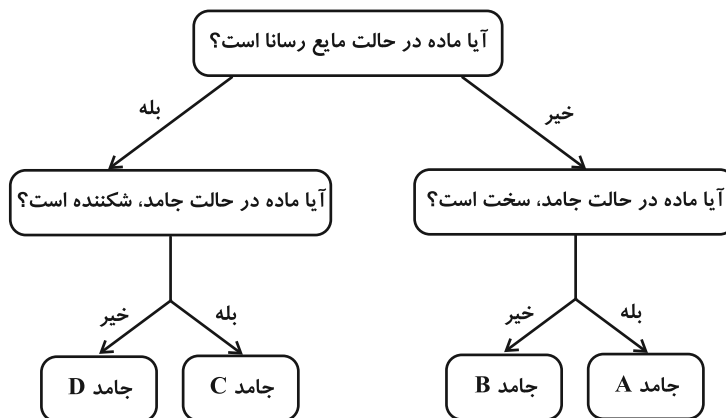 آیا ماده در حالت مایع رسانا است؟
خیر
بله
آیا ماده در حالت جامد، سخت است؟
آیا ماده در حالت جامد، شکننده است؟
بله
خیر
بله
خیر
جامد A
جامد B
جامد C
جامد D